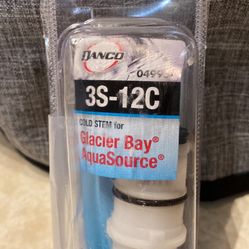 DANCO
3S-12C
COLD STEM for
Glacier Bay®
AquaSource®